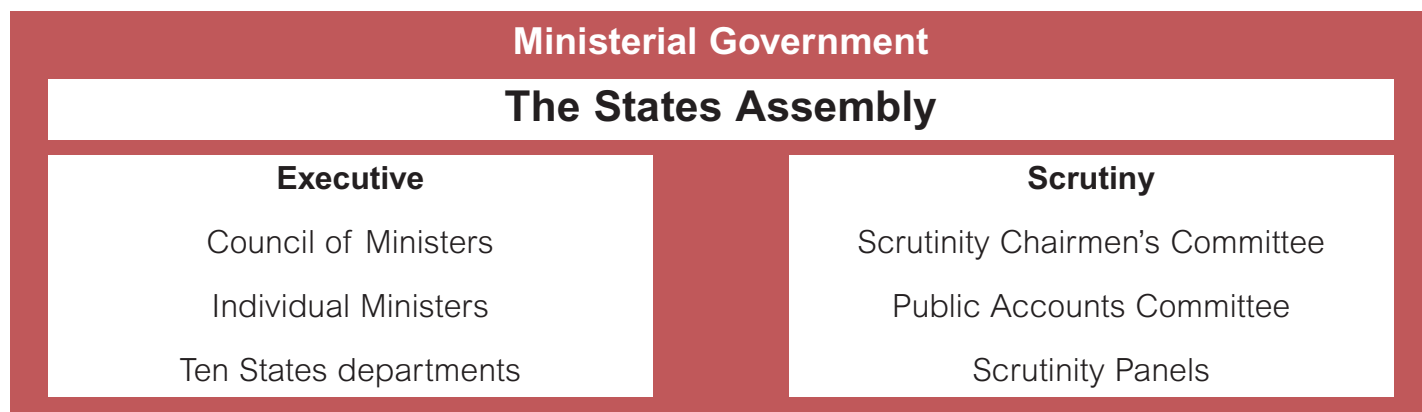 Ministerial Government
The States Assembly
Executive
Council of Ministers
Individual Ministers
Ten States departments
Scrutiny
Scrutinity Chairmen's Committee
Public Accounts Committee
Scrutinity Panels